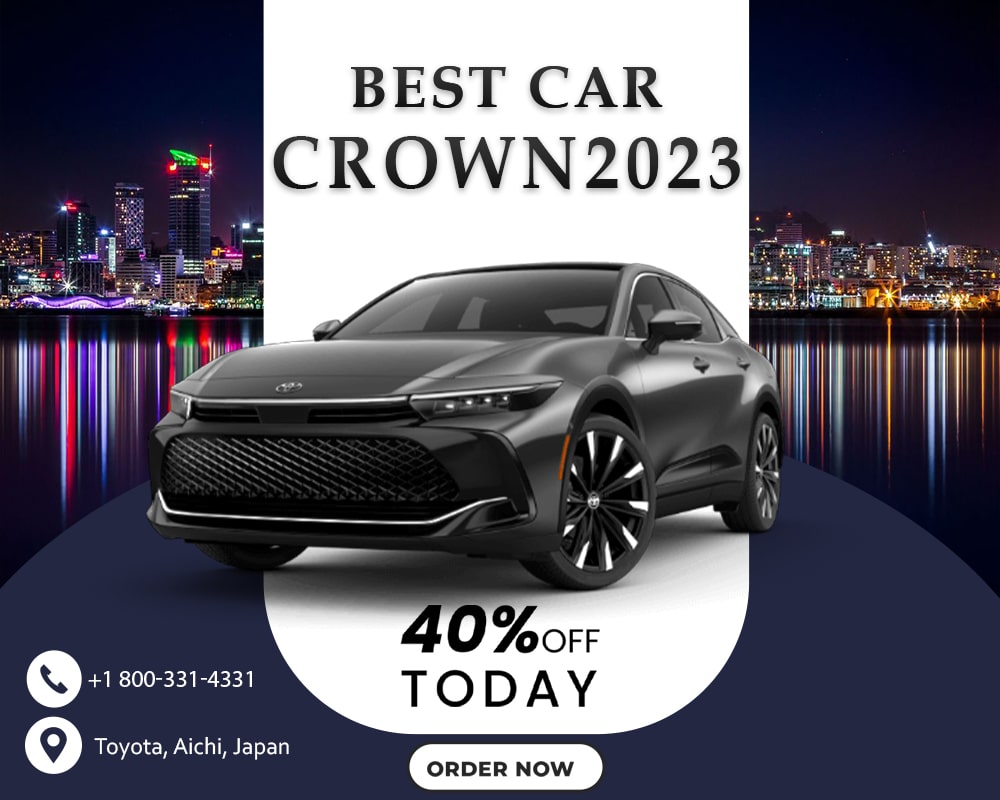 BEST CAR
CROWN2023
40%OFF
TODAY
+1 800-331-4331
Toyota, Aichi, Japan
ORDER NOW